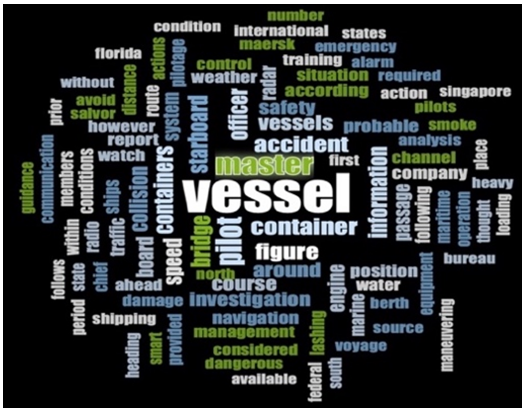 number
condition international states
maersk emergency
florida actions pilotage control training alarm
without distance weather radar situation required
according action singapore
avoid route system officer safety pilots
prior salvor starboard vessels probable smoke
however accident analysis
report master first channel place
guidance communication members conditions watch containers company heavy
ships collision vessel information passage following maritime operation thought loading
within radio traffic board speed bridge pilot container
figure bureau
follows state chief north around position
ahead course engine water equipment
period damage investigation marine berth maneuvering
shipping navigation source
heading smart provided management lashing voyage
considered
dangerous federal south
available